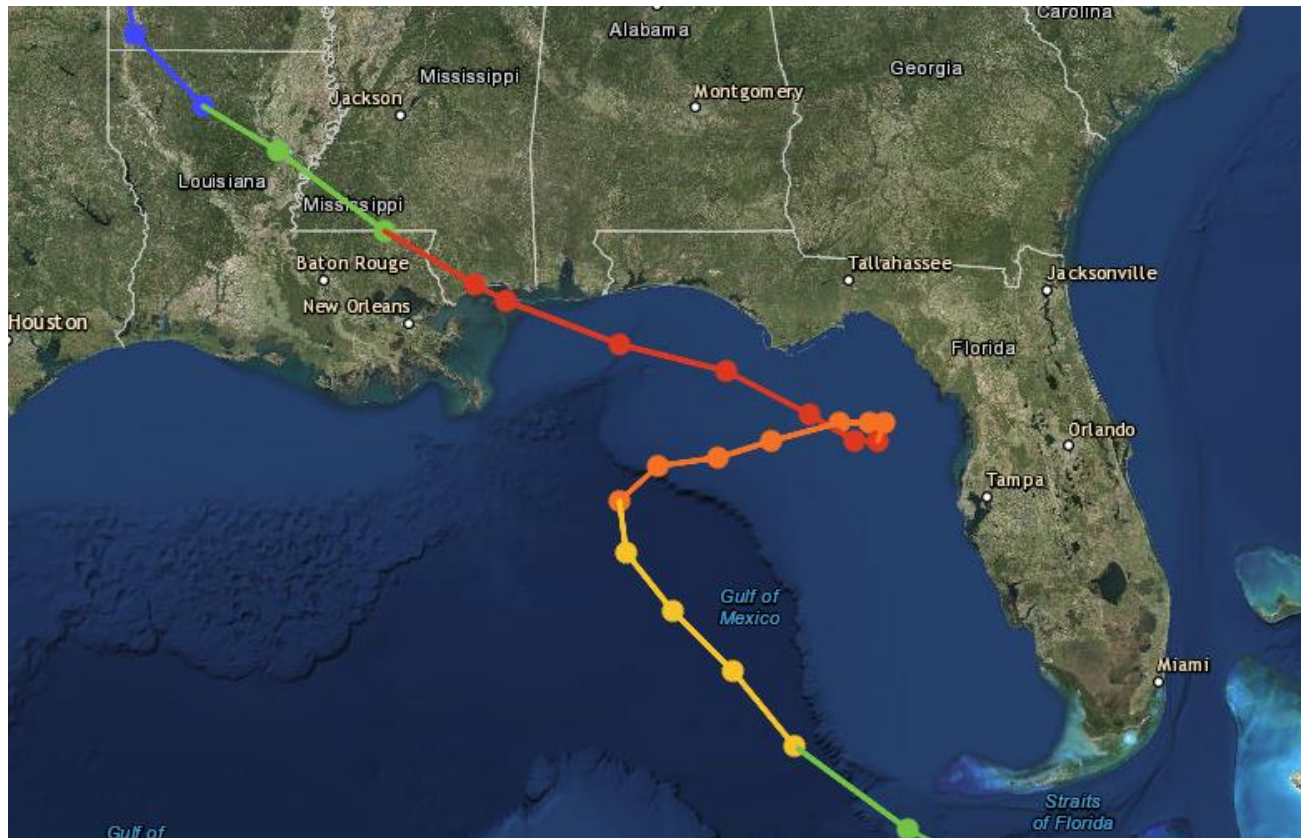 Carolina
Alabama
Georgia
Mississippi
Montgomery
Jackson
Louisiana
Mississippi
Baton Rouge
Tallahassee
Jacksonville
New Orleans
Houston
Florida
Orlando
Tampa
Gulf of
Mexico
Miami
Straits
of Florida
Gulf of